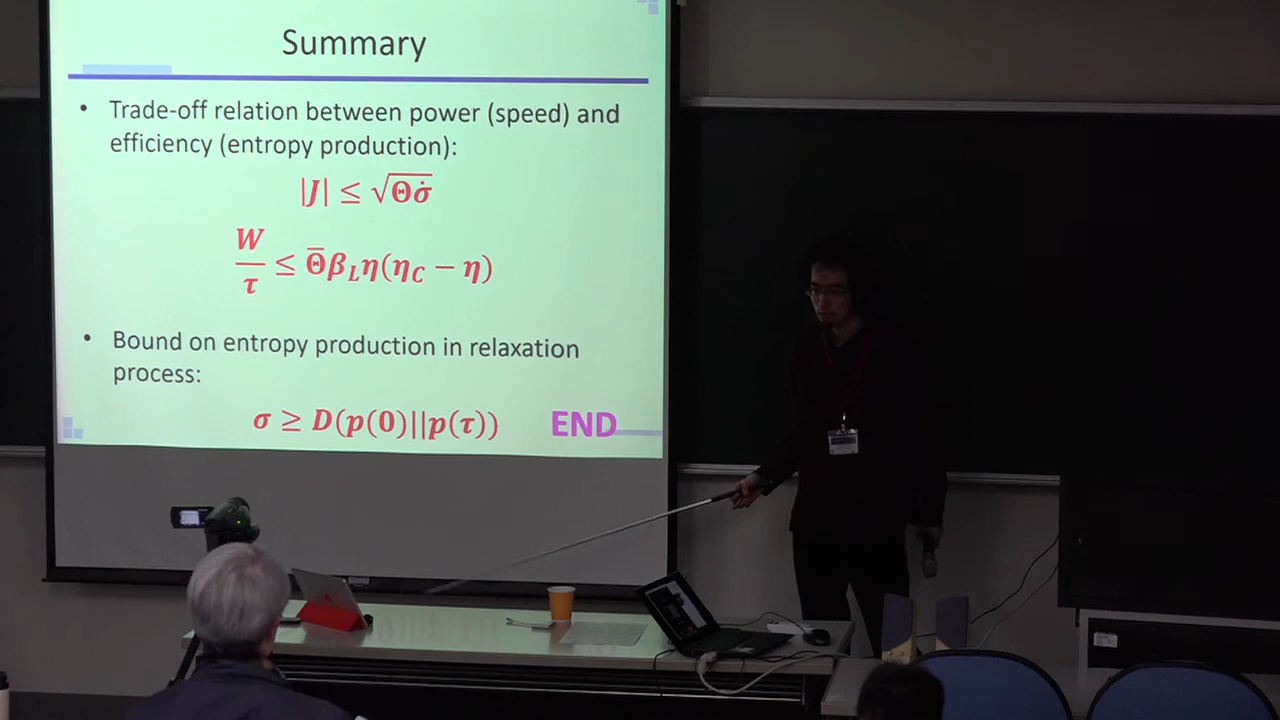 Summary
• Trade-off relation between power (speed) and
efficiency (entropy production):
|J| ≤ √Θσ̇
W/τ ≤ Θ̄β_Lη(η_C − η)
• Bound on entropy production in relaxation
process:
σ ≥ D(p(0)||p(τ))
END